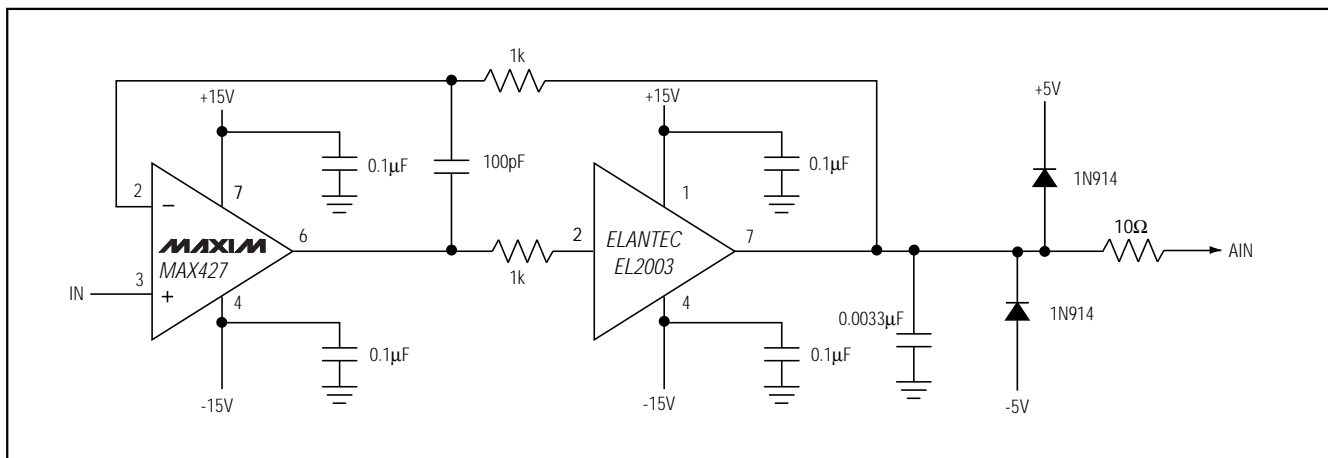 1k
+15V
+15V
+5V
0.1μF
100pF
0.1μF
1N914
2
7
1
−
6
2
7
10Ω
MAXIM
MAX427
ELANTEC
EL2003
AIN
3
+
IN
4
1k
4
0.0033μF
1N914
0.1μF
0.1μF
-15V
-15V
-5V